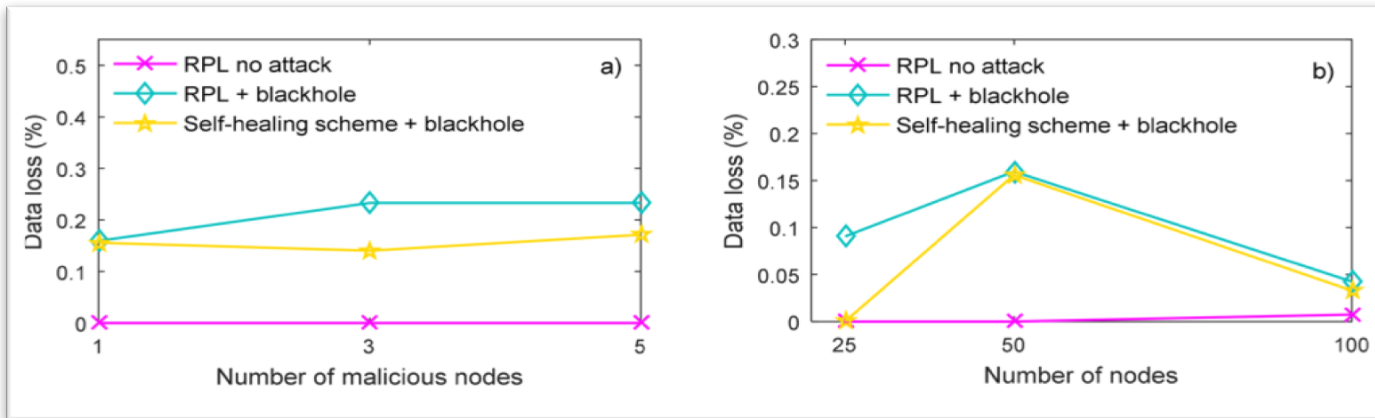 a)
RPL no attack
RPL + blackhole
Self-healing scheme + blackhole
Data loss (%)
0.5
0.4
0.3
0.2
0.1
0
1 3 5
Number of malicious nodes
b)
RPL no attack
RPL + blackhole
Self-healing scheme + blackhole
Data loss (%)
0.3
0.25
0.2
0.15
0.1
0.05
0
25 50 100
Number of nodes